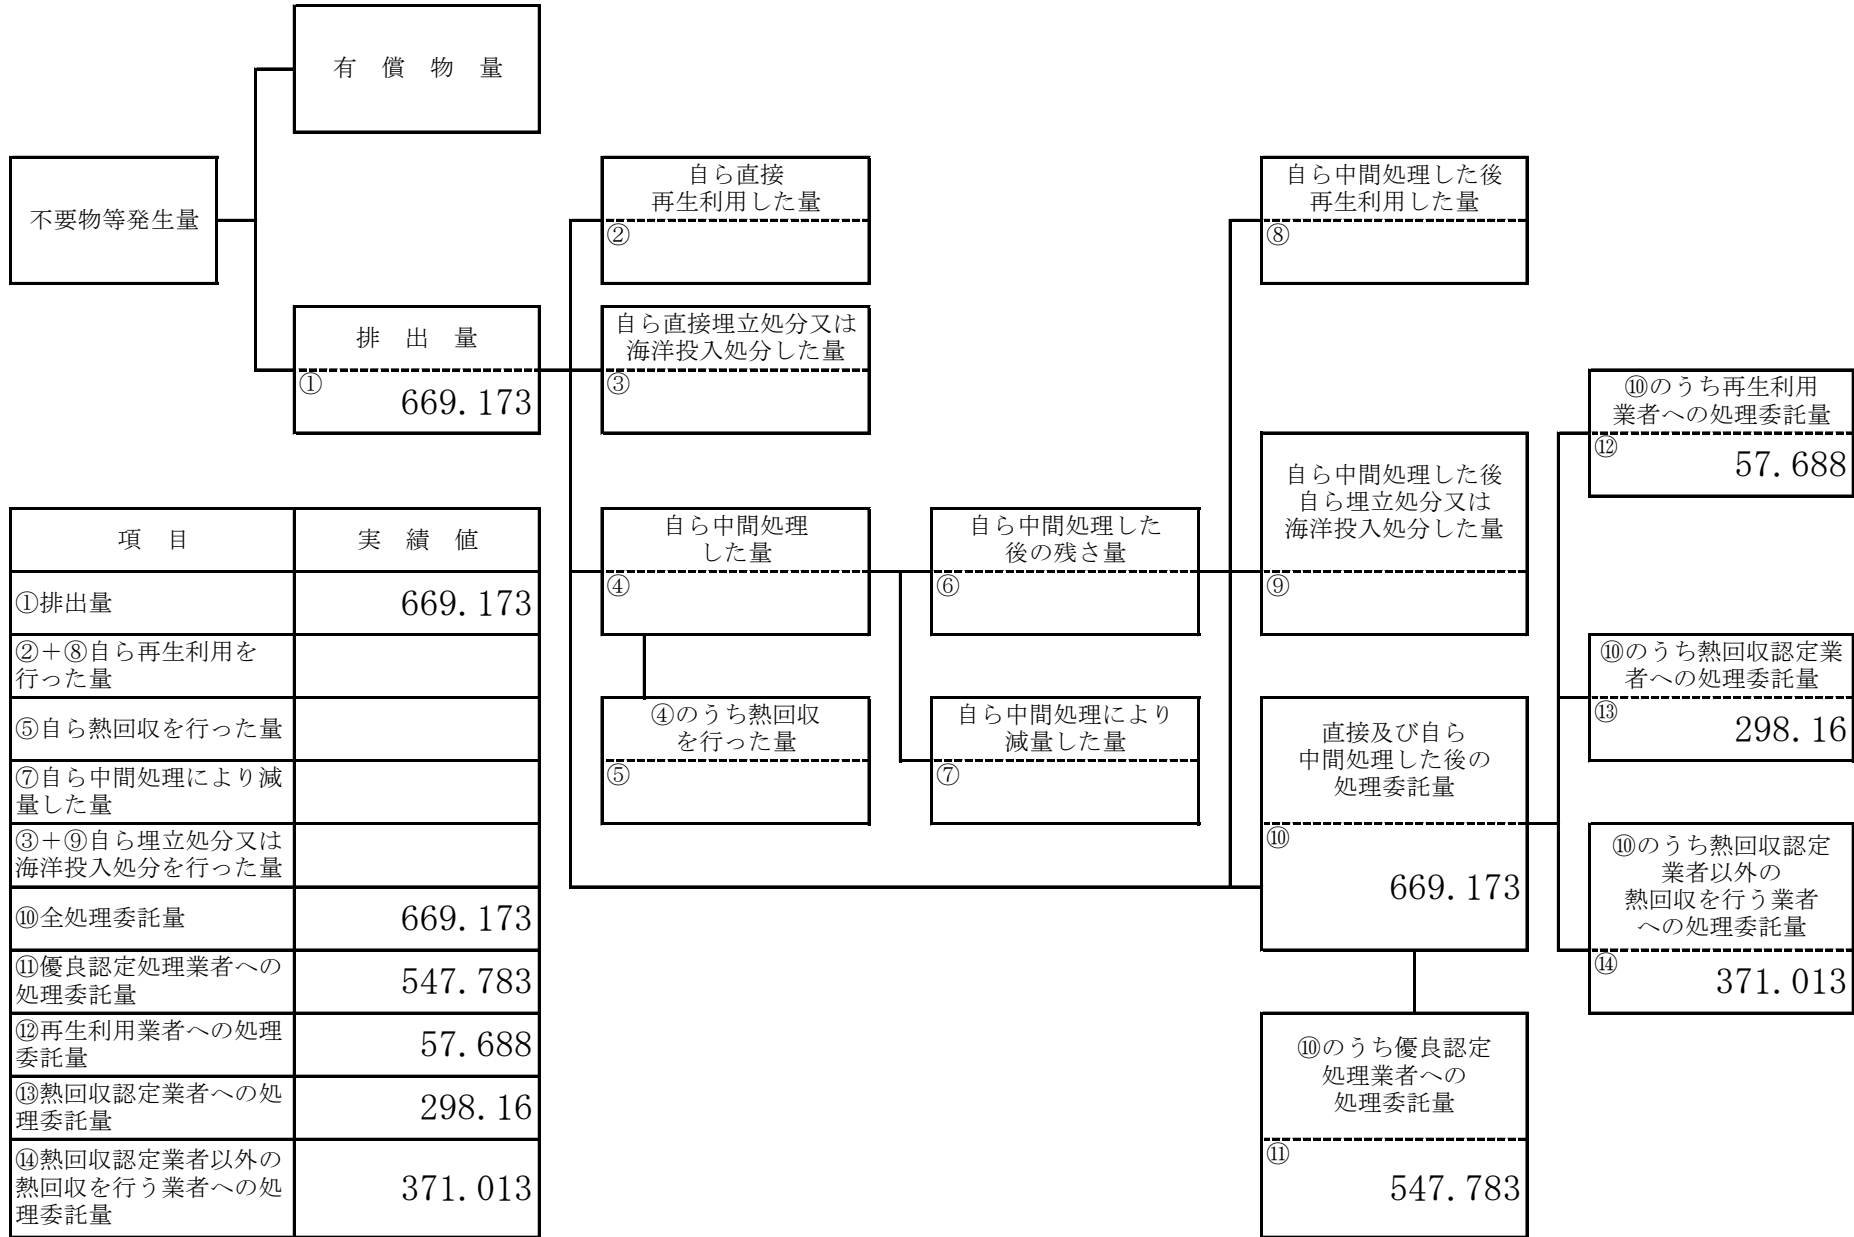 有　償　物　量
不要物等発生量
排　出　量
①
669.173
自ら直接
再生利用した量
②
自ら直接埋立処分又は
海洋投入処分した量
③
自ら中間処理
した量
④
④のうち熱回収
を行った量
⑤
自ら中間処理した
後の残さ量
⑥
自ら中間処理により
減量した量
⑦
自ら中間処理した後
再生利用した量
⑧
自ら中間処理した後
自ら埋立処分又は
海洋投入処分した量
⑨
直接及び自ら
中間処理した後の
処理委託量
⑩
669.173
⑩のうち優良認定
処理業者への
処理委託量
⑪
547.783
⑩のうち再生利用
業者への処理委託量
⑫
57.688
⑩のうち熱回収認定業
者への処理委託量
⑬
298.16
⑩のうち熱回収認定
業者以外の
熱回収を行う業者
への処理委託量
⑭
371.013
項　目　実　績　値
①排出量　669.173
②＋⑧自ら再生利用を
行った量
⑤自ら熱回収を行った量
⑦自ら中間処理により減
量した量
③＋⑨自ら埋立処分又は
海洋投入処分を行った量
⑩全処理委託量　669.173
⑪優良認定処理業者への
処理委託量　547.783
⑫再生利用業者への処理
委託量　57.688
⑬熱回収認定業者への処
理委託量　298.16
⑭熱回収認定業者以外の
熱回収を行う業者への処　371.013
理委託量